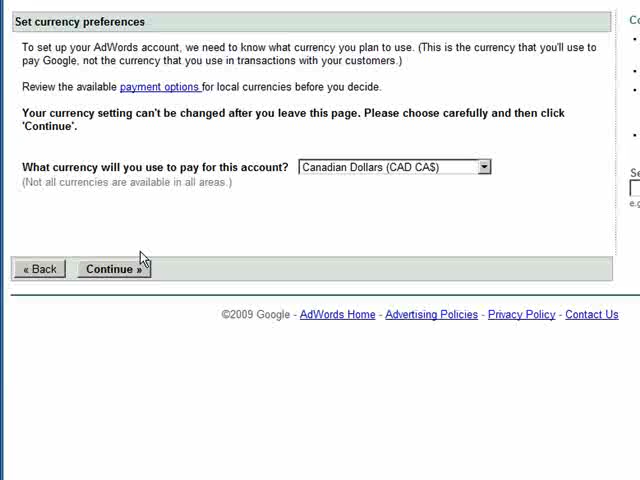 Set currency preferences
To set up your AdWords account, we need to know what currency you plan to use. (This is the currency that you'll use to
pay Google, not the currency that you use in transactions with your customers.)
Review the available payment options for local currencies before you decide.
Your currency setting can't be changed after you leave this page. Please choose carefully and then click
'Continue'.
What currency will you use to pay for this account? Canadian Dollars (CAD CA$)
(Not all currencies are available in all areas.)
« Back Continue »
©2009 Google - AdWords Home - Advertising Policies - Privacy Policy - Contact Us